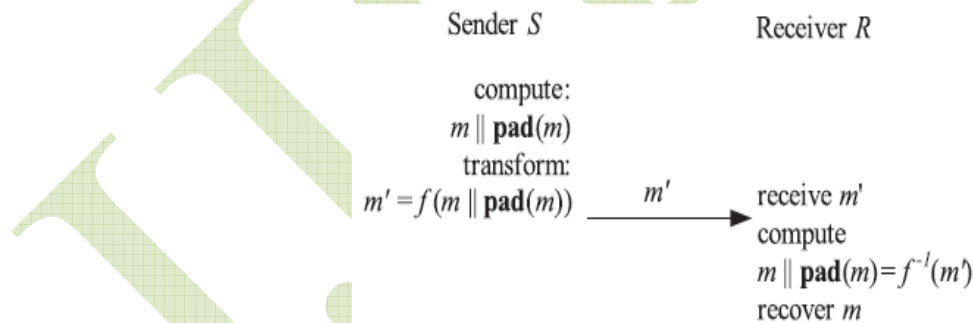 Sender S
Receiver R
compute:
m || pad(m)
transform:
m' = f(m || pad(m))
m'
receive m'
compute
m || pad(m)=f⁻¹(m')
recover m